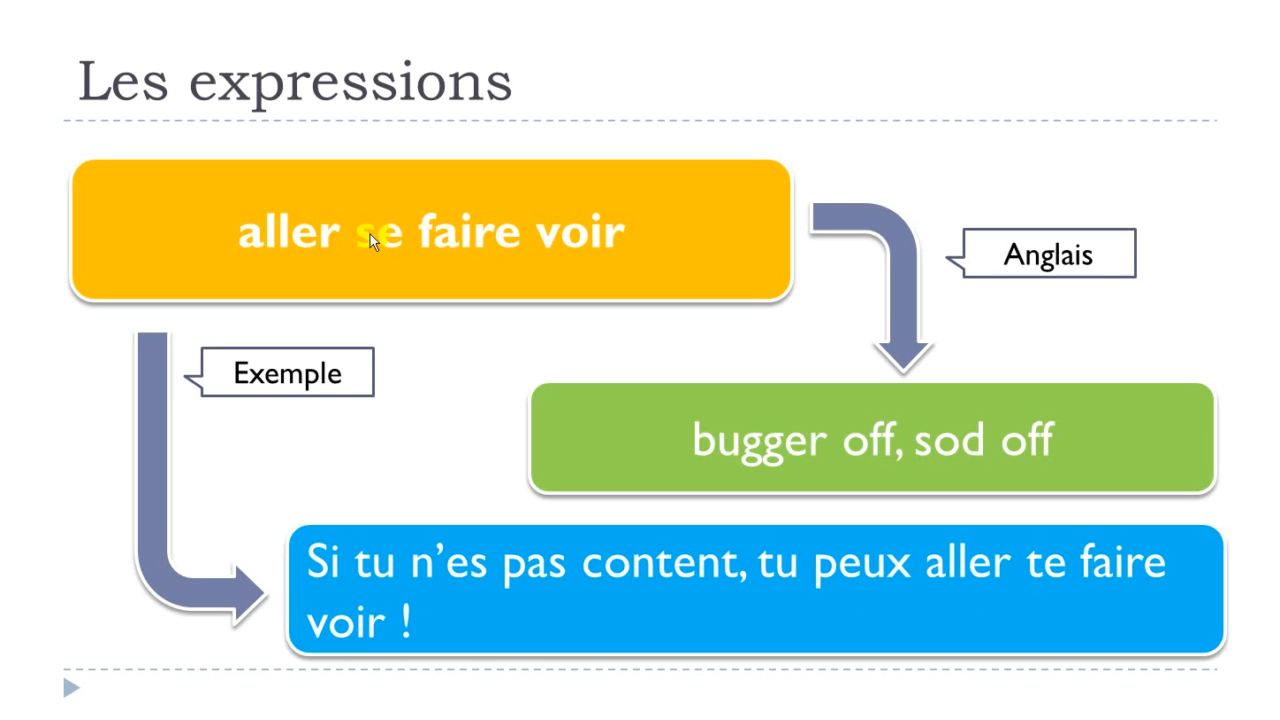 Les expressions
aller se faire voir
Anglais
Exemple
bugger off, sod off
Si tu n’es pas content, tu peux aller te faire
voir !